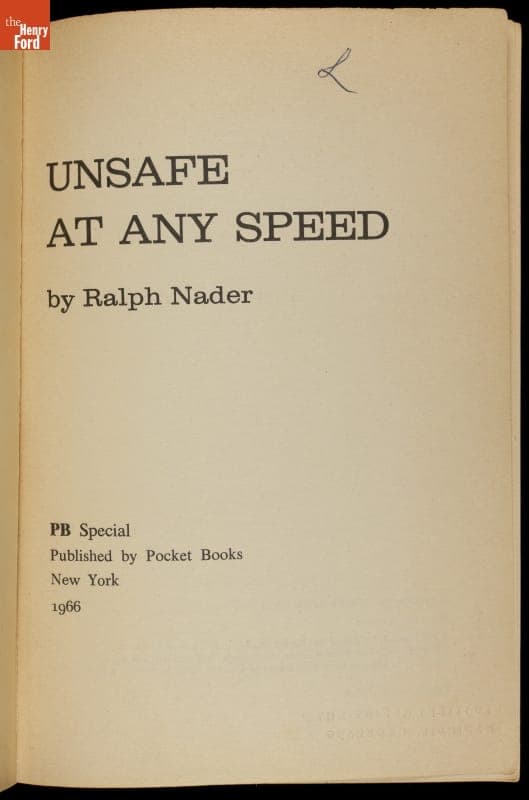 the
Henry
Ford
L
UNSAFE
AT ANY SPEED
by Ralph Nader
PB Special
Published by Pocket Books
New York
1966